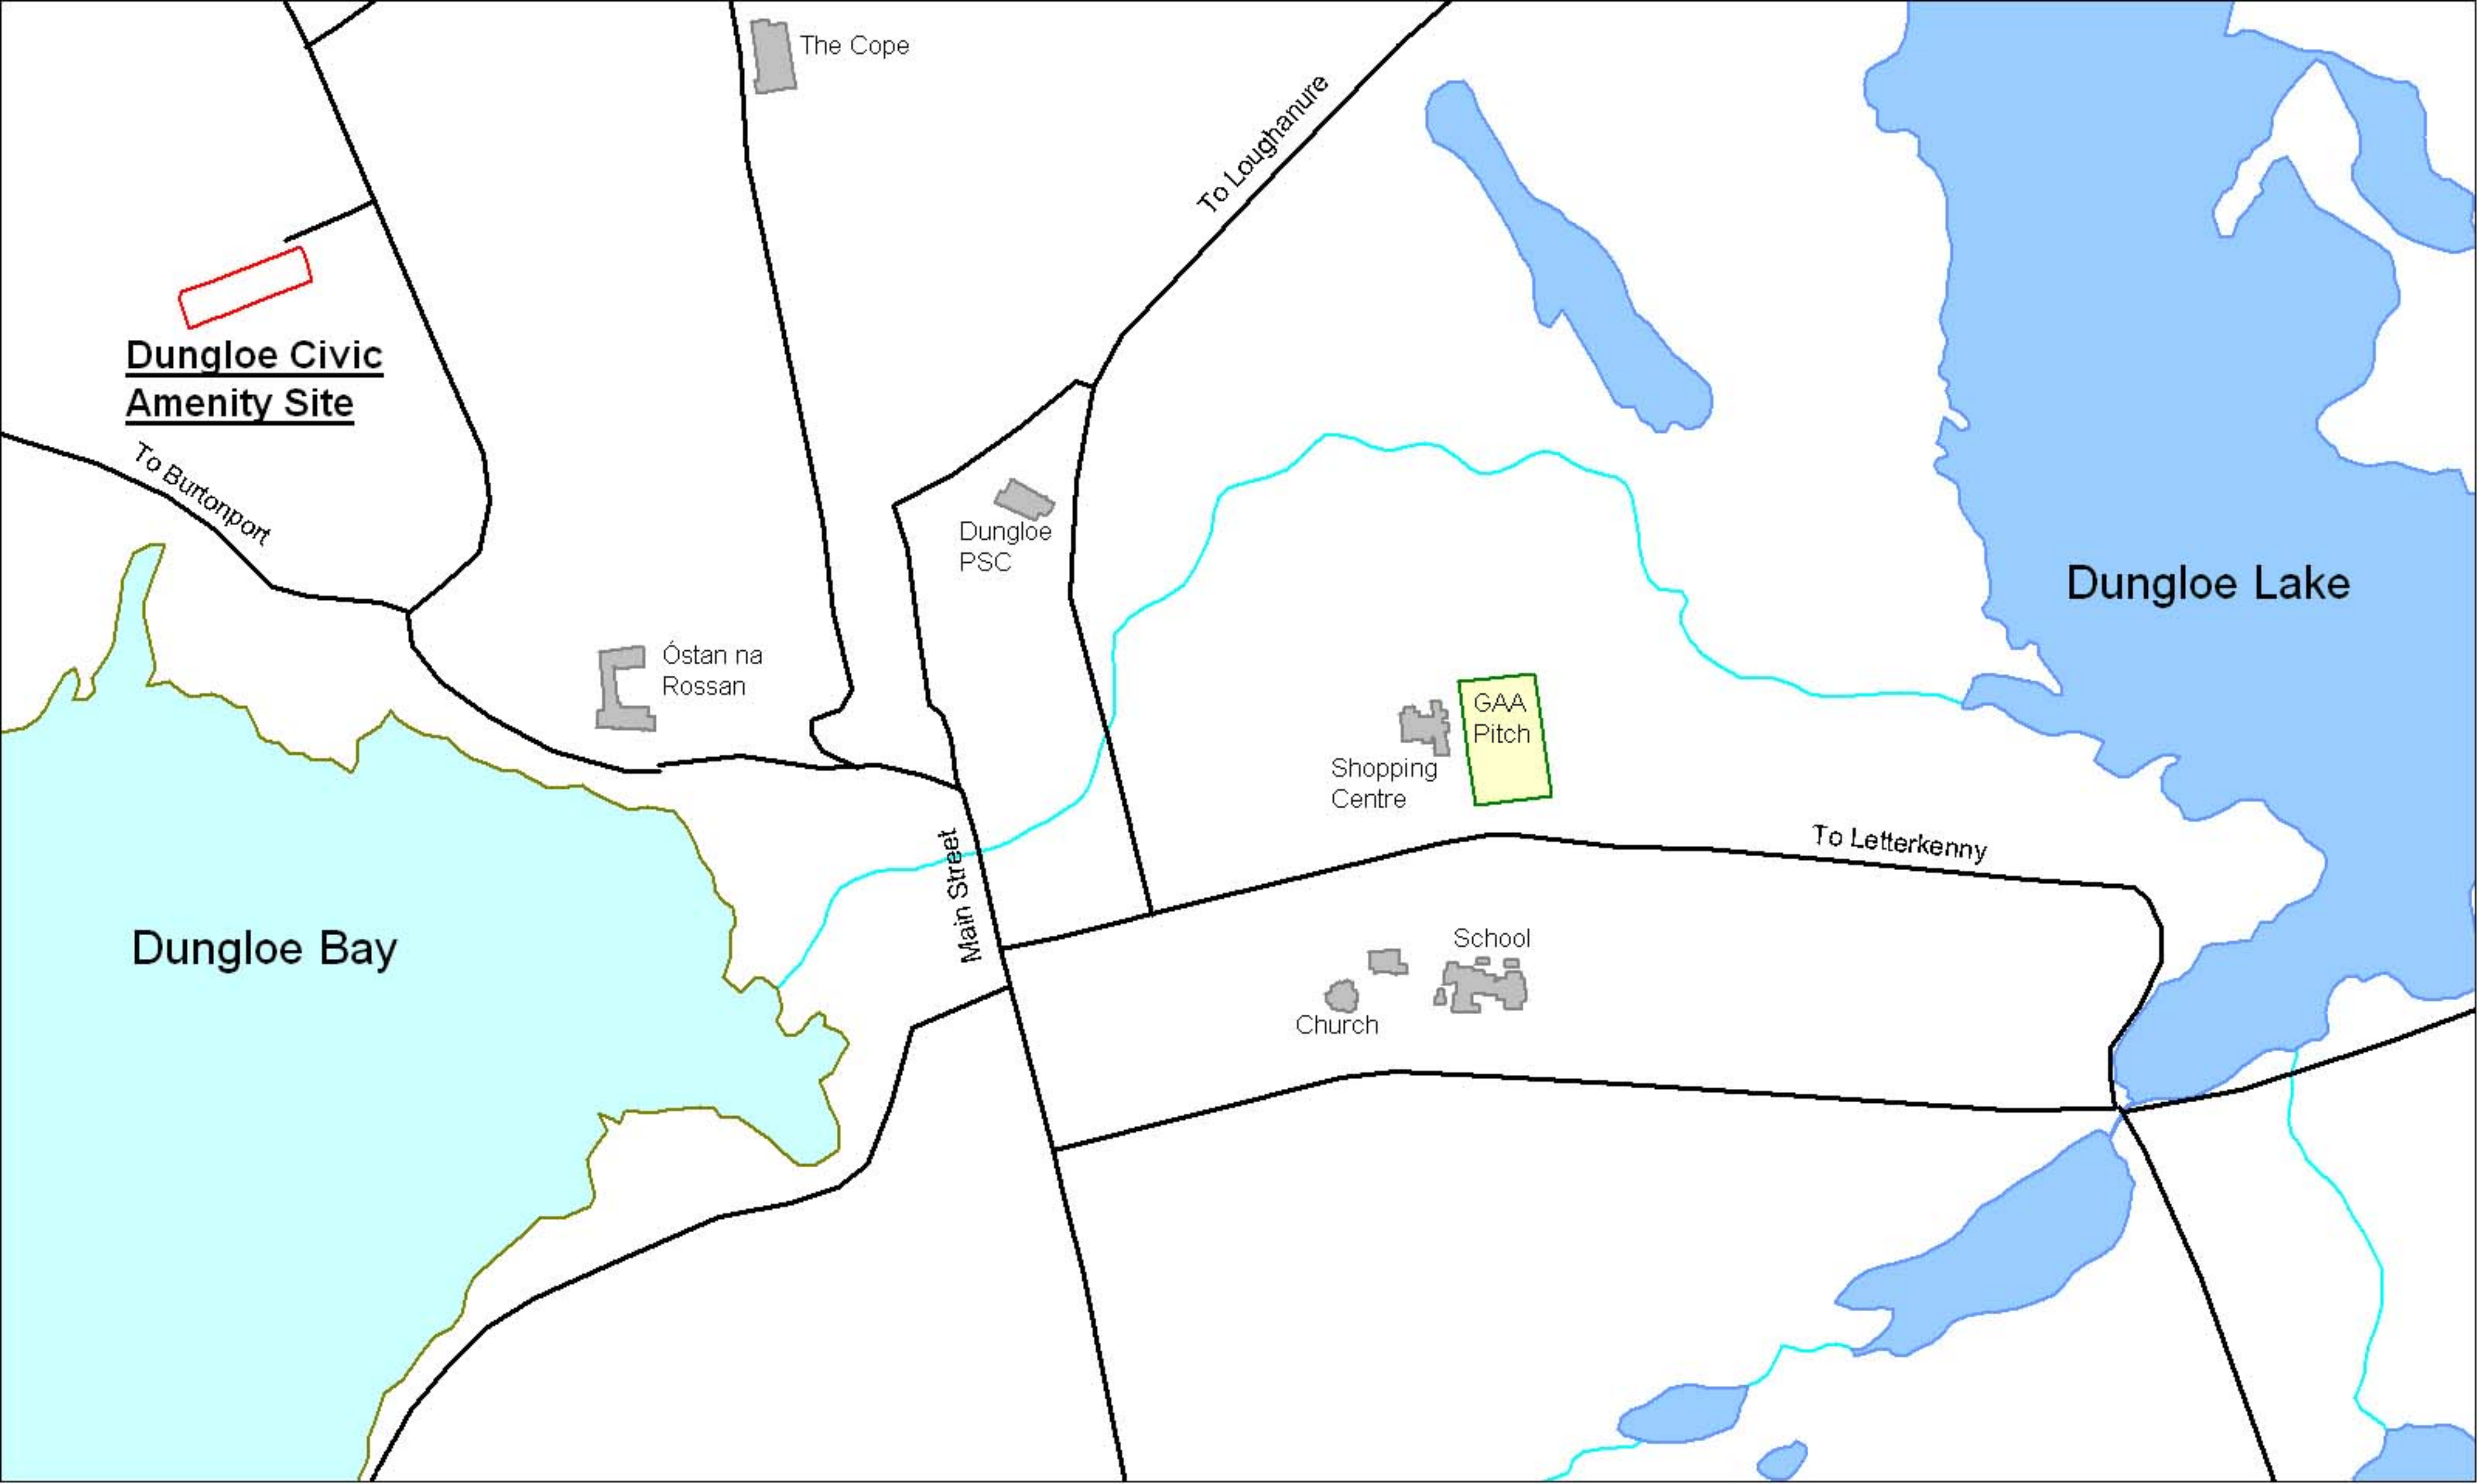 The Cope
To Loughanure
Dungloe Civic
Amenity Site
To Burtonport
Dungloe
PSC
Dungloe Lake
Óstan na
Rossan
GAA
Pitch
Shopping
Centre
To Letterkenny
Main Street
Dungloe Bay
School
Church